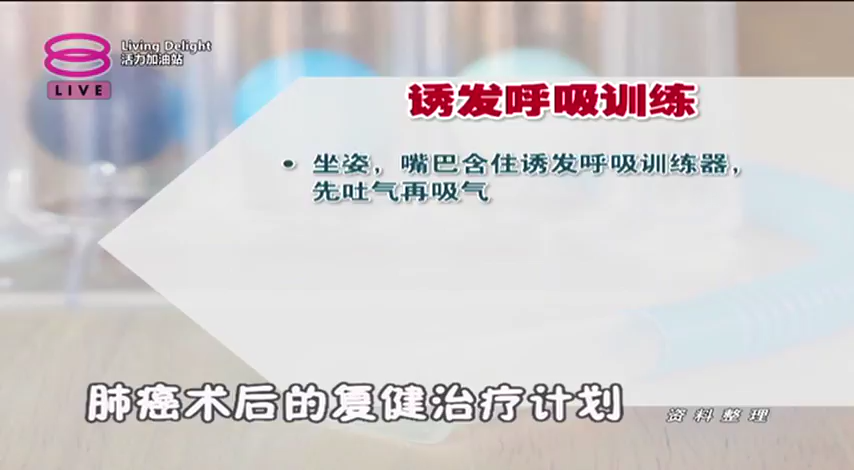 Living Delight
活力加油站
LIVE
诱发呼吸训练
• 坐姿，嘴巴含住诱发呼吸训练器，
先吐气再吸气
肺癌术后的复健治疗计划
资料整理